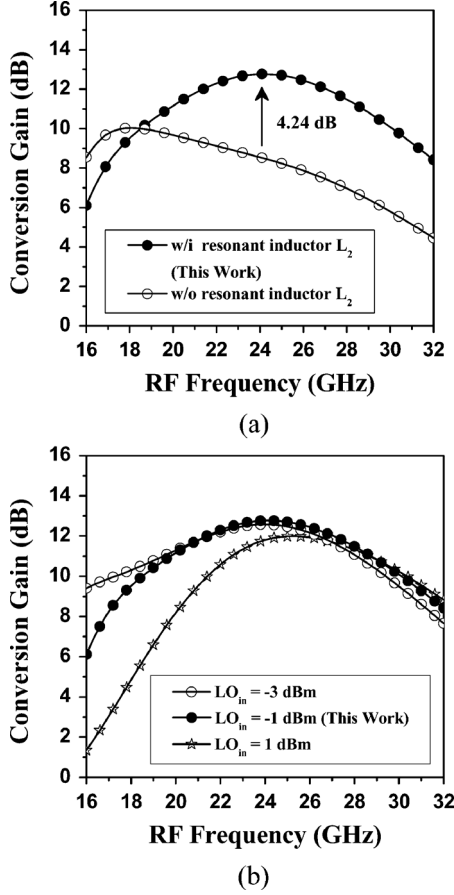 16
14
12
10
8
6
4
2
0
Conversion Gain (dB)
4.24 dB
w/i resonant inductor L₂
(This Work)
w/o resonant inductor L₂
16 18 20 22 24 26 28 30 32
RF Frequency (GHz)
(a)
16
14
12
10
8
6
4
2
0
Conversion Gain (dB)
LOᵢₙ = -3 dBm
LOᵢₙ = -1 dBm (This Work)
LOᵢₙ = 1 dBm
16 18 20 22 24 26 28 30 32
RF Frequency (GHz)
(b)